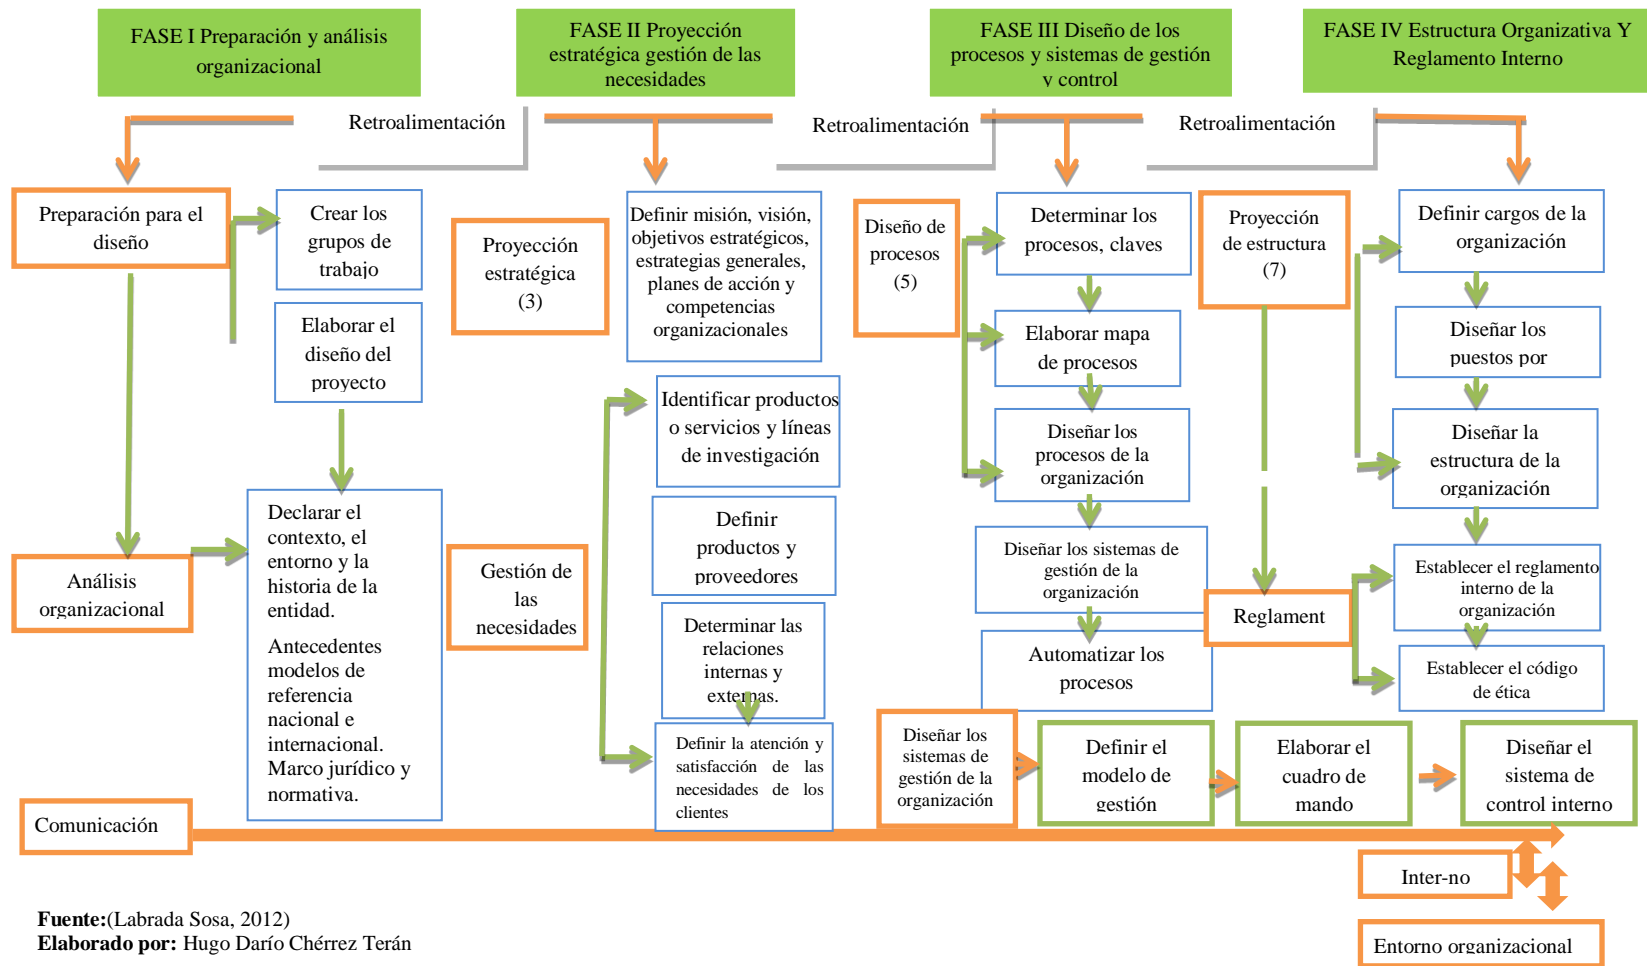 FASE I Preparación y análisis
organizacional
FASE II Proyección
estratégica gestión de las
necesidades
FASE III Diseño de los
procesos y sistemas de gestión
y control
FASE IV Estructura Organizativa Y
Reglamento Interno
Retroalimentación
Retroalimentación
Retroalimentación
Preparación para el
diseño
Crear los
grupos de
trabajo
Elaborar el
diseño del
proyecto
Análisis
organizacional
Declarar el
contexto, el
entorno y la
historia de la
entidad.
Antecedentes
modelos de
referencia
nacional e
internacional.
Marco jurídico y
normativa.
Proyección
estratégica
(3)
Definir misión, visión,
objetivos estratégicos,
estrategias generales,
planes de acción y
competencias
organizacionales
Identificar productos
o servicios y líneas
de investigación
Definir
productos y
proveedores
Gestión de
las
necesidades
Determinar las
relaciones
internas y
externas.
Definir la atención y
satisfacción de las
necesidades de los
clientes
Diseño de
procesos
(5)
Determinar los
procesos, claves
Elaborar mapa
de procesos
Diseñar los
procesos de la
organización
Diseñar los sistemas de
gestión de la
organización
Automatizar los
procesos
Proyección
de estructura
(7)
Definir cargos de la
organización
Diseñar los
puestos por
Diseñar la
estructura de la
organización
Reglament
Establecer el reglamento
interno de la
organización
Establecer el código
de ética
Diseñar los
sistemas de
gestión de la
organización
Definir el
modelo de
gestión
Elaborar el
cuadro de
mando
Diseñar el
sistema de
control interno
Comunicación
Inter-no
Entorno organizacional
Fuente:(Labrada Sosa, 2012)
Elaborado por: Hugo Darío Chérrez Terán